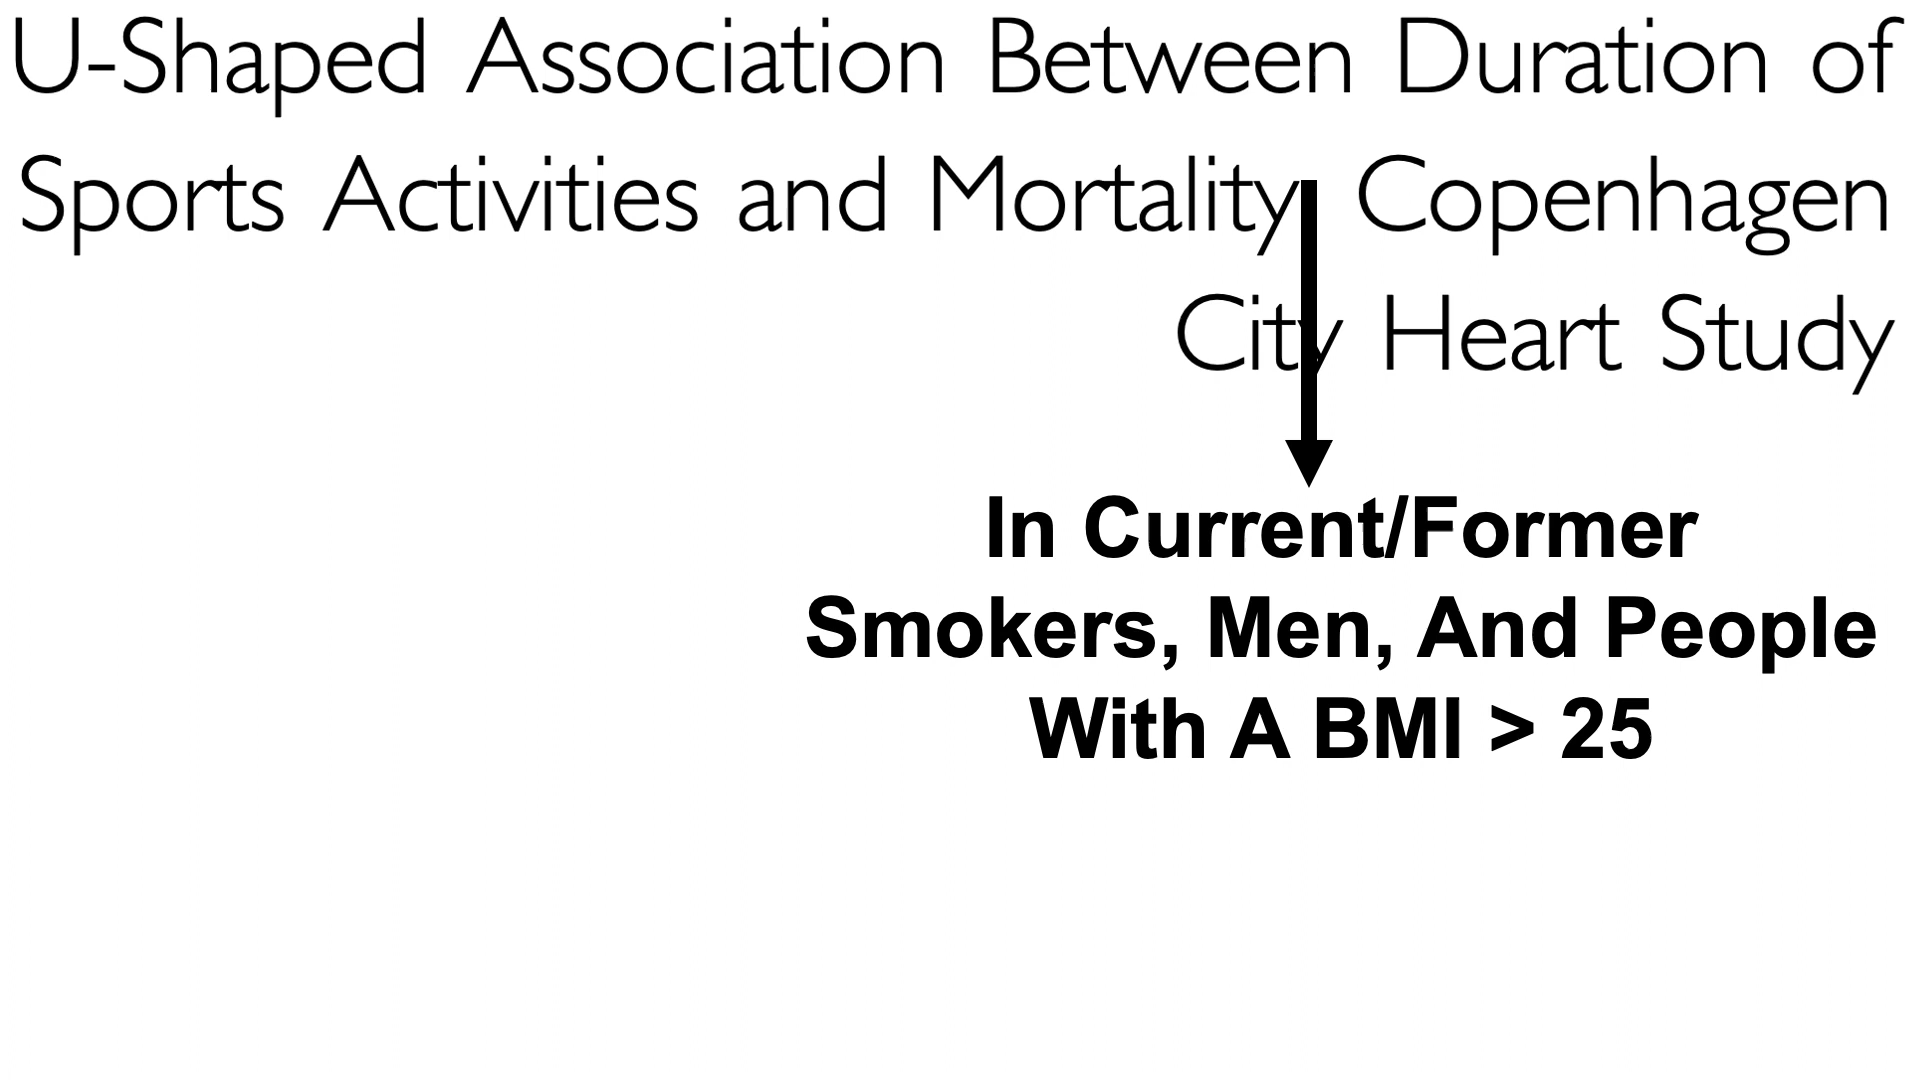 U-Shaped Association Between Duration of
Sports Activities and Mortality Copenhagen
City Heart Study
In Current/Former
Smokers, Men, And People
With A BMI > 25